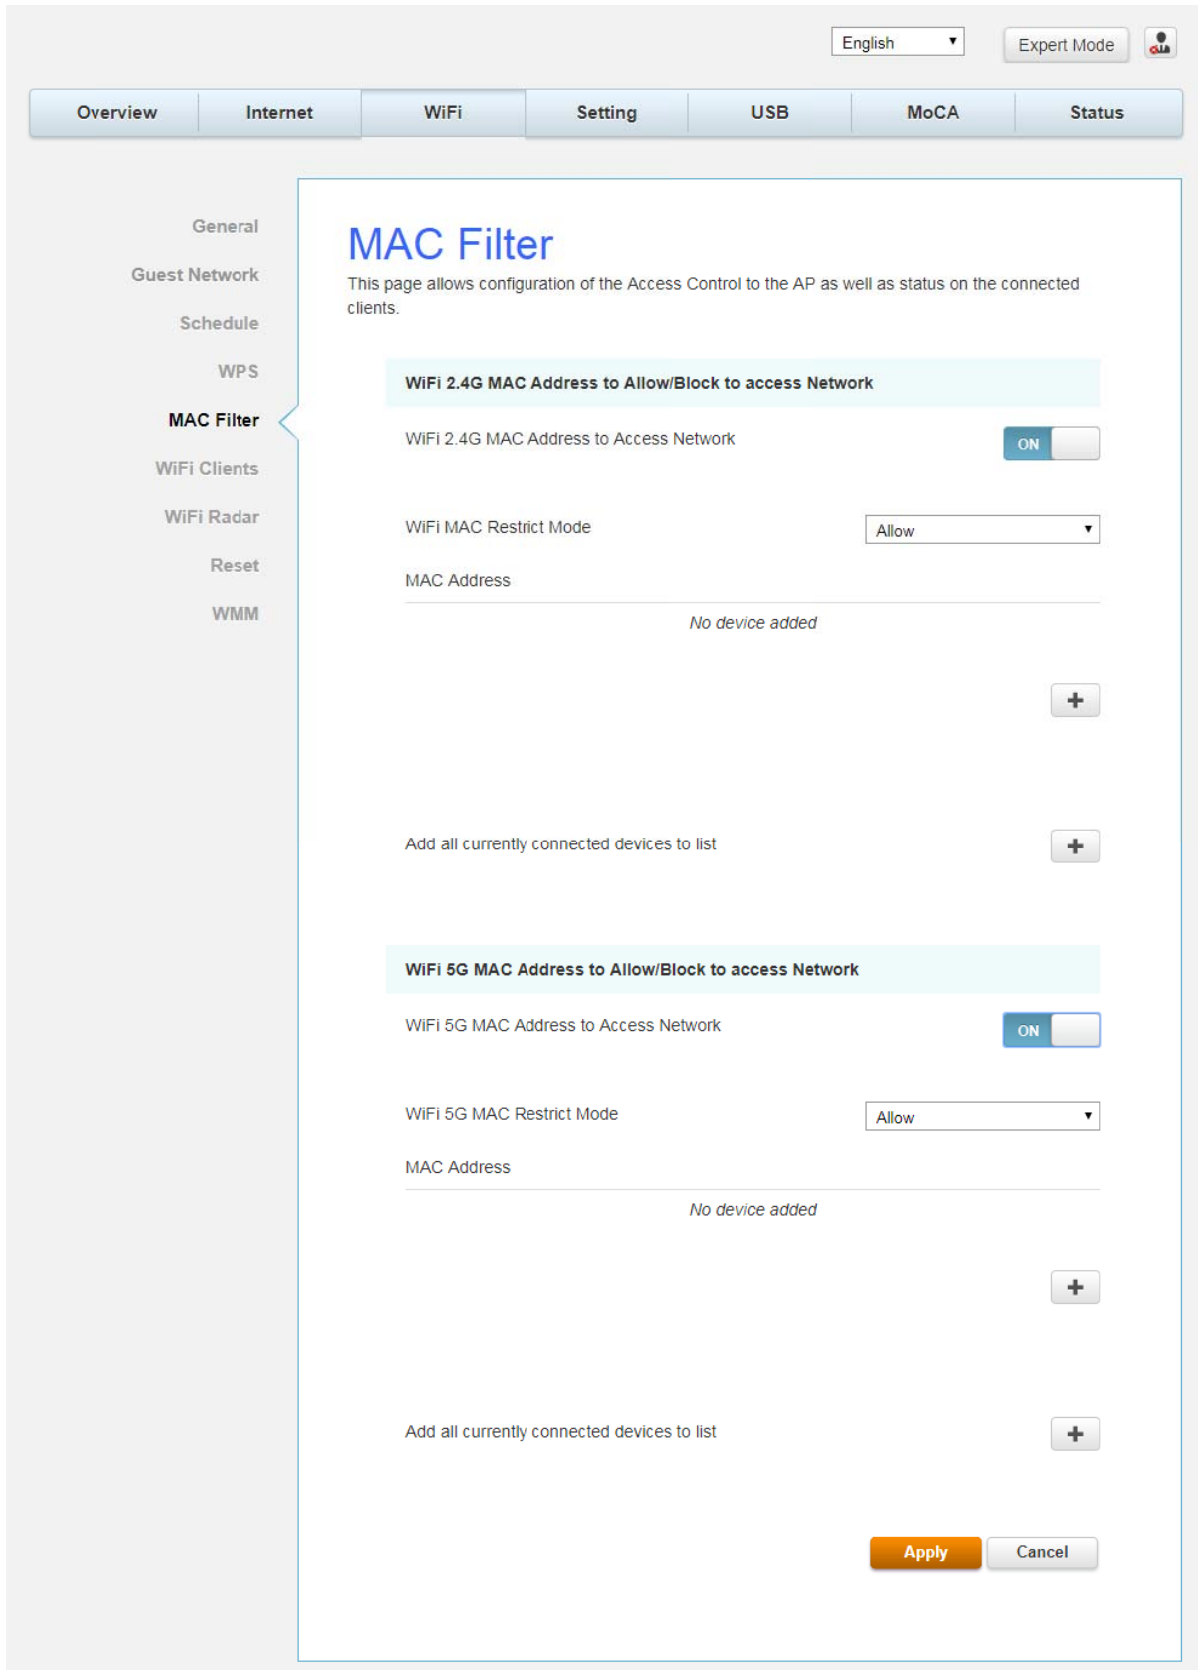 English
Expert Mode
Overview
Internet
WiFi
Setting
USB
MoCA
Status
General
Guest Network
Schedule
WPS
MAC Filter
WiFi Clients
WiFi Radar
Reset
WMM
MAC Filter
This page allows configuration of the Access Control to the AP as well as status on the connected
clients.
WiFi 2.4G MAC Address to Allow/Block to access Network
WiFi 2.4G MAC Address to Access Network
ON
WiFi MAC Restrict Mode
Allow
MAC Address
No device added
+
Add all currently connected devices to list
+
WiFi 5G MAC Address to Allow/Block to access Network
WiFi 5G MAC Address to Access Network
ON
WiFi 5G MAC Restrict Mode
Allow
MAC Address
No device added
+
Add all currently connected devices to list
+
Apply
Cancel